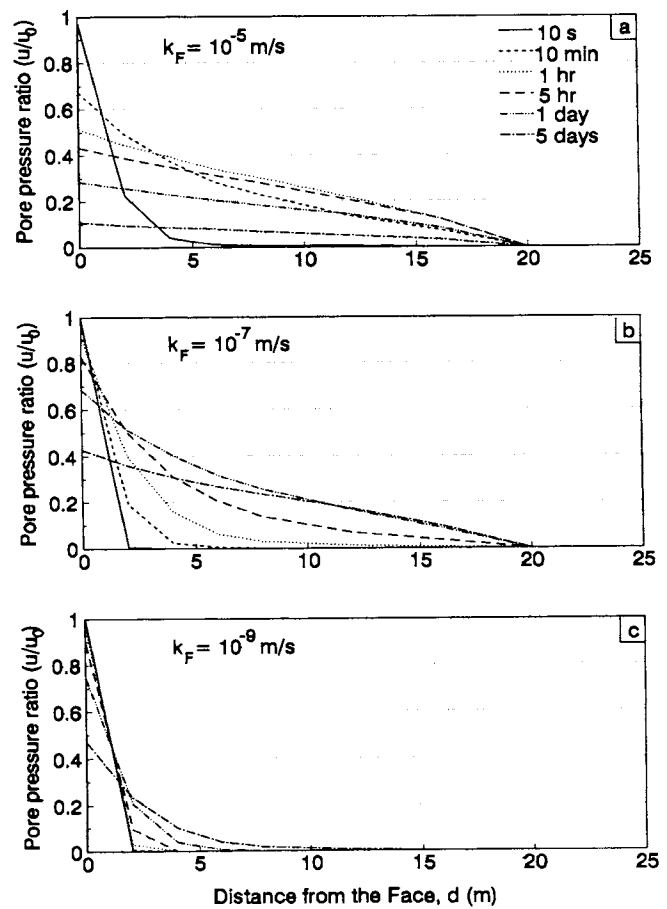 Pore pressure ratio (u/u₀)
1
0.8
0.6
0.4
0.2
0
k_F = 10⁻⁵ m/s
a
10 s
10 min
1 hr
5 hr
1 day
5 days
0 5 10 15 20 25
Pore pressure ratio (u/u₀)
1
0.8
0.6
0.4
0.2
0
k_F = 10⁻⁷ m/s
b
0 5 10 15 20 25
Pore pressure ratio (u/u₀)
1
0.8
0.6
0.4
0.2
0
k_F = 10⁻⁹ m/s
c
0 5 10 15 20 25
Distance from the Face, d (m)